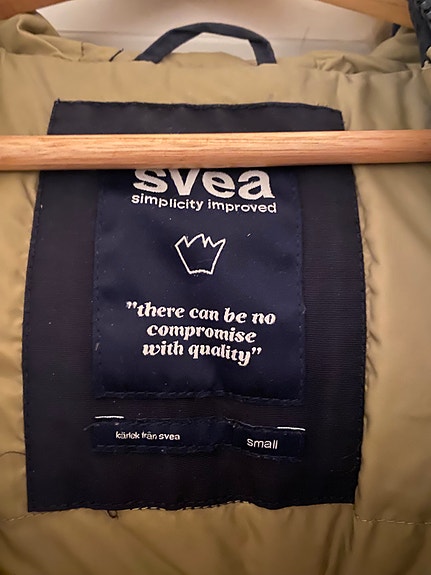 svea
simplicity improved
"there can be no
compromise
with quality"
kärlek från svea
small